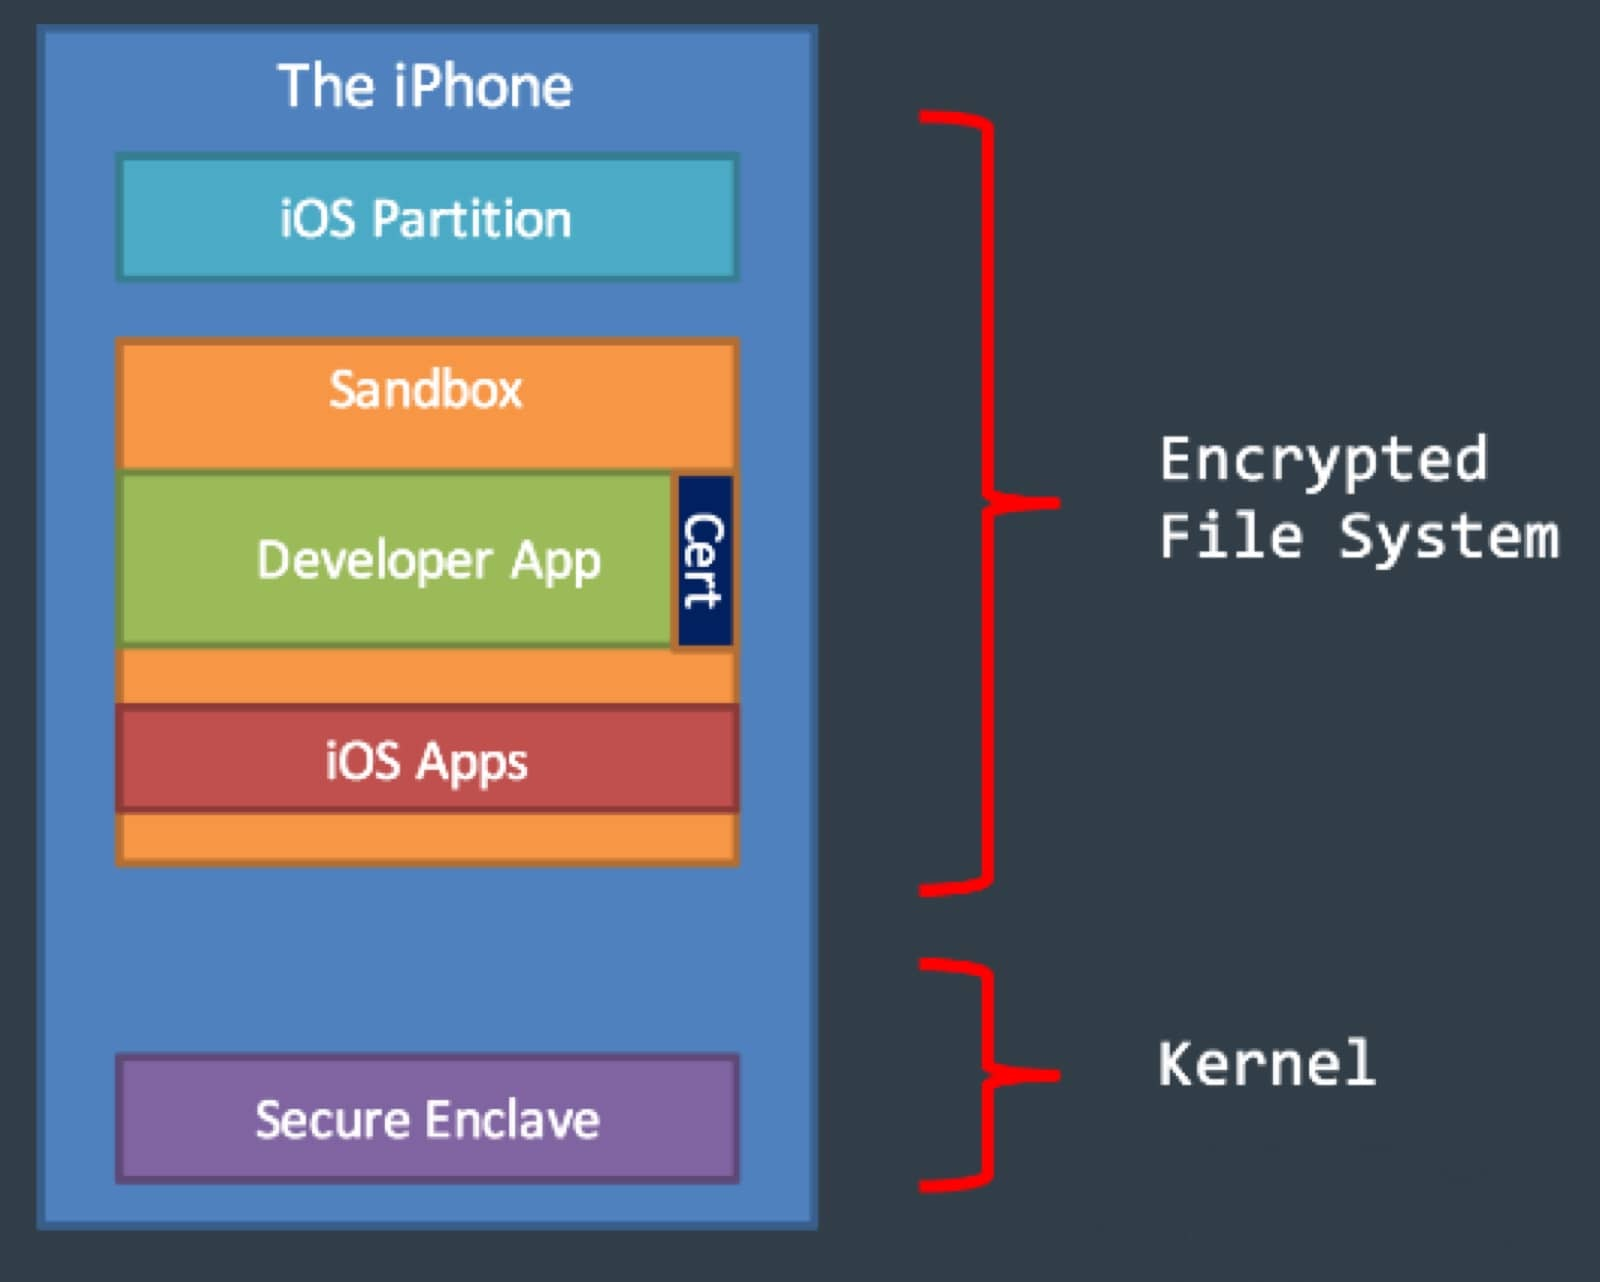 The iPhone
iOS Partition
Sandbox
Developer App
Cert
iOS Apps
Secure Enclave
Encrypted
File System
Kernel